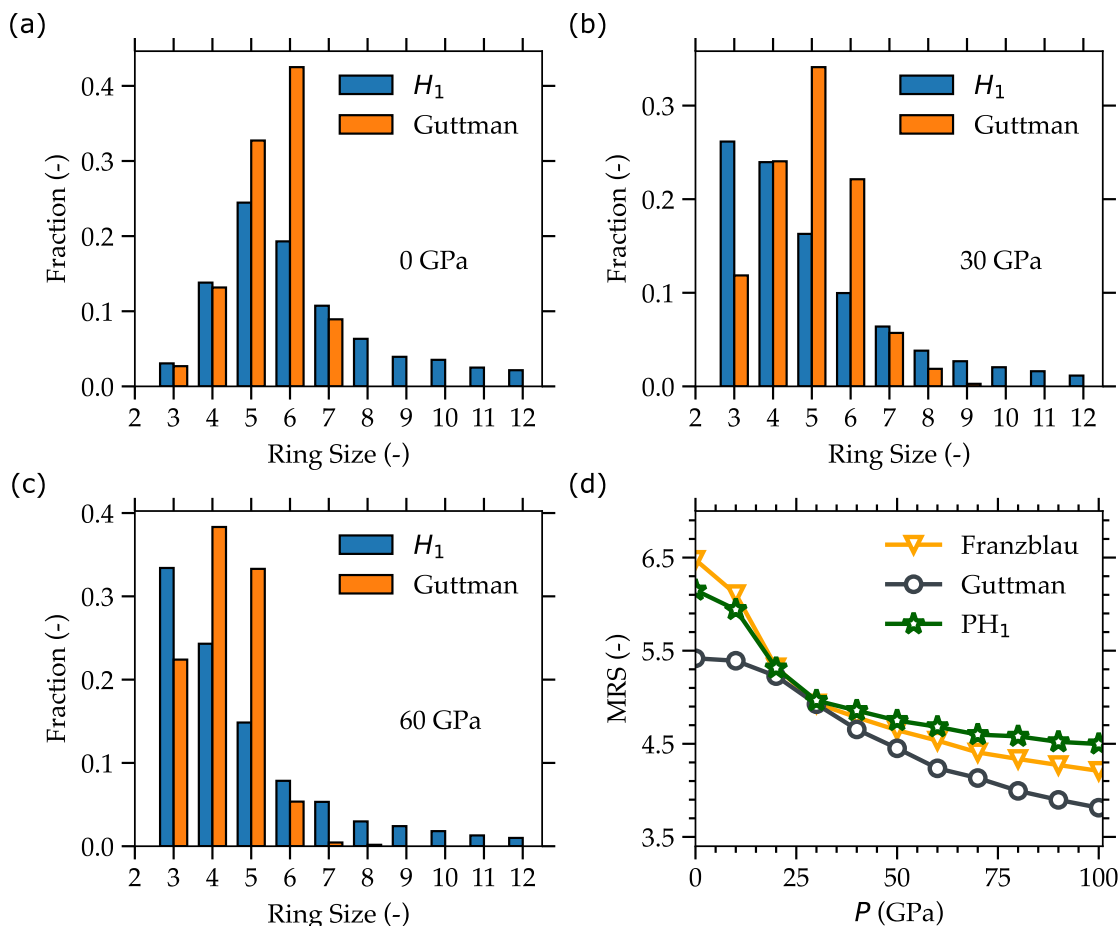 (a)
Fraction (-)
0.4
0.3
0.2
0.1
0.0
H₁
Guttman
0 GPa
2 3 4 5 6 7 8 9 10 11 12
Ring Size (-)
(b)
Fraction (-)
0.3
0.2
0.1
0.0
H₁
Guttman
30 GPa
2 3 4 5 6 7 8 9 10 11 12
Ring Size (-)
(c)
Fraction (-)
0.4
0.3
0.2
0.1
0.0
H₁
Guttman
60 GPa
2 3 4 5 6 7 8 9 10 11 12
Ring Size (-)
(d)
MRS (-)
6.5
5.5
4.5
3.5
Franzblau
Guttman
PH₁
0 25 50 75 100
P (GPa)